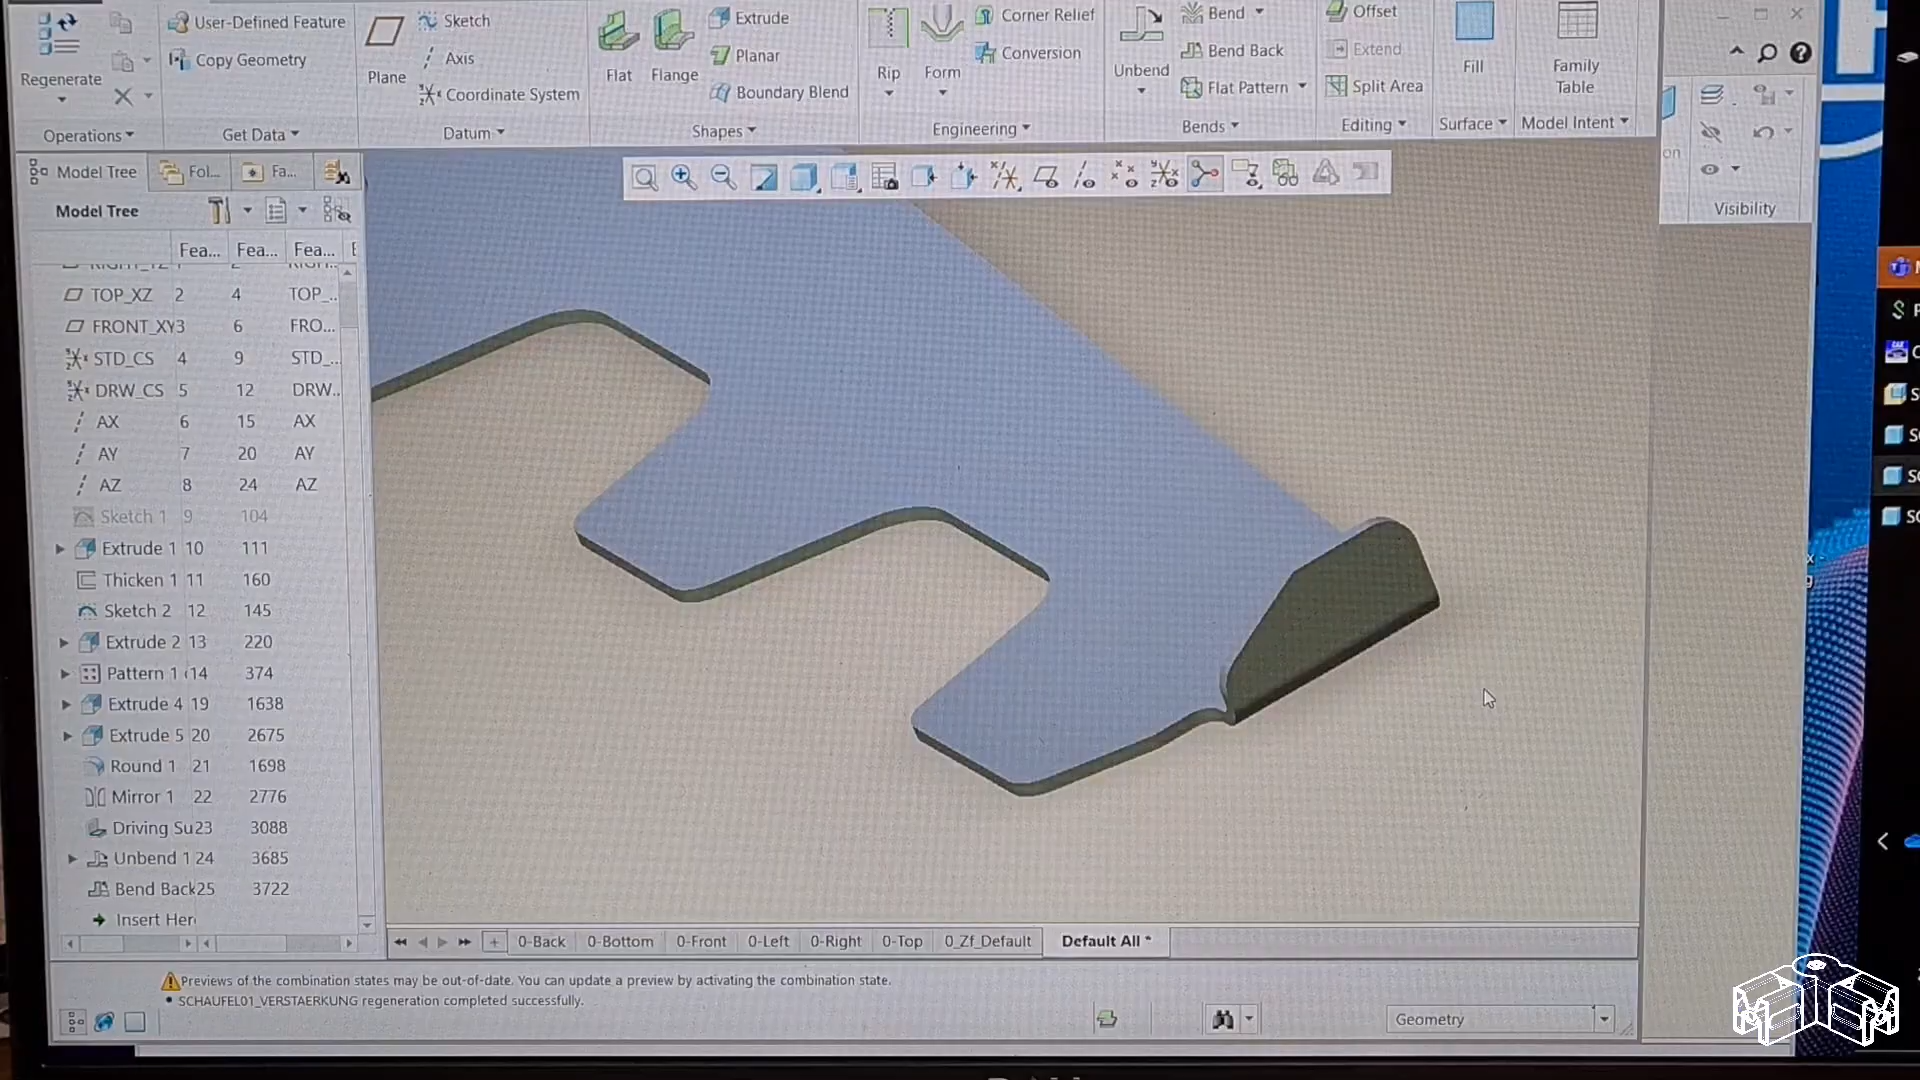 Regenerate
Operations
User-Defined Feature
Copy Geometry
Get Data
Plane
Sketch
Axis
Coordinate System
Datum
Flat
Flange
Extrude
Planar
Boundary Blend
Shapes
Rip
Form
Corner Relief
Conversion
Engineering
Unbend
Bend
Bend Back
Flat Pattern
Bends
Offset
Extend
Split Area
Editing
Fill
Surface
Family
Table
Model Intent
on
Visibility
Model Tree
Fol...
Fa...
Model Tree
Fea... Fea... Fea...
TOP_XZ 2 4 TOP_...
FRONT_XY3 6 FRO...
STD_CS 4 9 STD_...
DRW_CS 5 12 DRW...
AX 6 15 AX
AY 7 20 AY
AZ 8 24 AZ
Sketch 1 9 104
Extrude 1 10 111
Thicken 1 11 160
Sketch 2 12 145
Extrude 2 13 220
Pattern 1 (14 374
Extrude 4 19 1638
Extrude 5 20 2675
Round 1 21 1698
Mirror 1 22 2776
Driving Su23 3088
Unbend 1 24 3685
Bend Back25 3722
Insert Her
0-Back 0-Bottom 0-Front 0-Left 0-Right 0-Top 0_Zf_Default Default All *
Previews of the combination states may be out-of-date. You can update a preview by activating the combination state.
• SCHAUFEL01_VERSTAERKUNG regeneration completed successfully.
Geometry